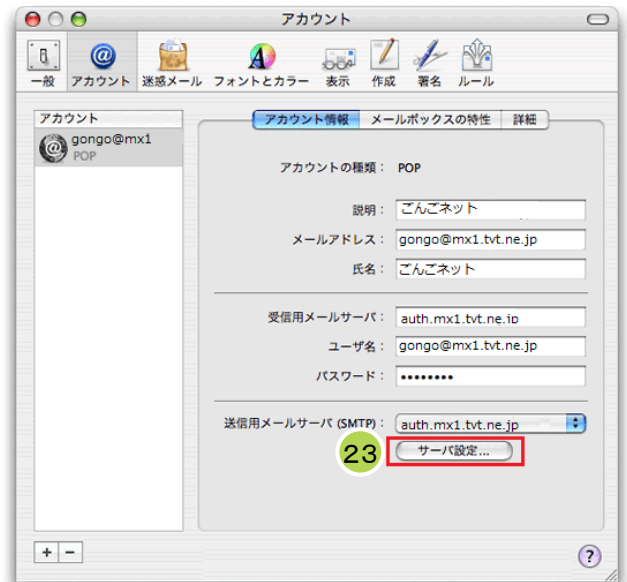 アカウント
一般 アカウント 迷惑メール フォントとカラー 表示 作成 署名 ルール
アカウント
gongo@mx1
POP
アカウント情報 メールボックスの特性 詳細
アカウントの種類： POP
説明： ごんごネット
メールアドレス： gongo@mx1.tvt.ne.jp
氏名： ごんごネット
受信用メールサーバ： auth.mx1.tvt.ne.jp
ユーザ名： gongo@mx1.tvt.ne.jp
パスワード： ••••••••
送信用メールサーバ (SMTP)： auth.mx1.tvt.ne.jp
23 サーバ設定...
+ − ?